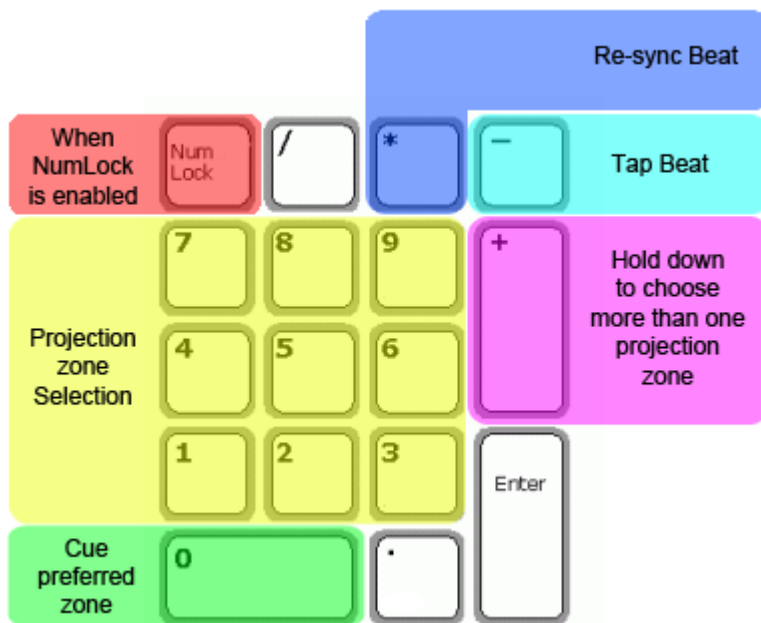 Re-sync Beat
When
NumLock
is enabled
Num
Lock
/
*
−
Tap Beat
7
8
9
+
Hold down
to choose
more than one
projection
zone
Projection
zone
Selection
4
5
6
1
2
3
Enter
Cue
preferred
zone
0
.